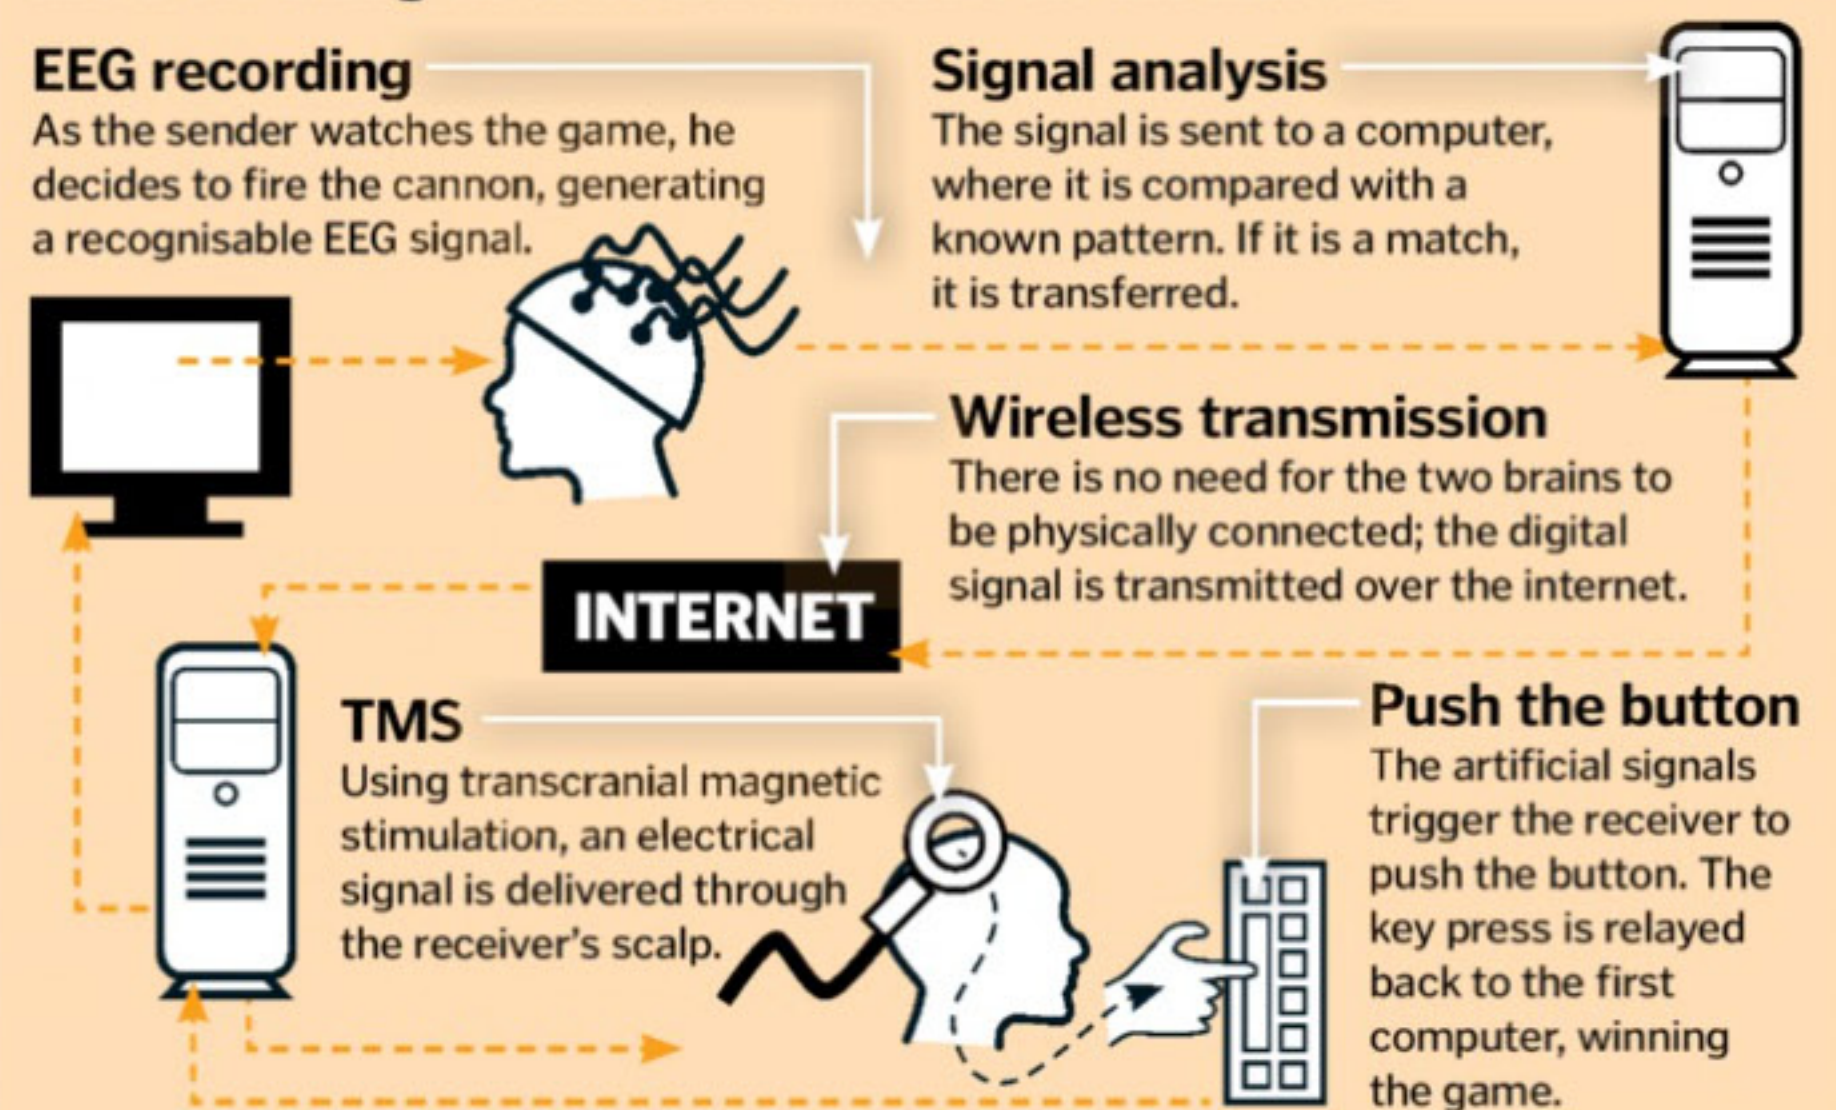 EEG recording
As the sender watches the game, he
decides to fire the cannon, generating
a recognisable EEG signal.
Signal analysis
The signal is sent to a computer,
where it is compared with a
known pattern. If it is a match,
it is transferred.
Wireless transmission
There is no need for the two brains to
be physically connected; the digital
signal is transmitted over the internet.
INTERNET
TMS
Using transcranial magnetic
stimulation, an electrical
signal is delivered through
the receiver's scalp.
Push the button
The artificial signals
trigger the receiver to
push the button. The
key press is relayed
back to the first
computer, winning
the game.